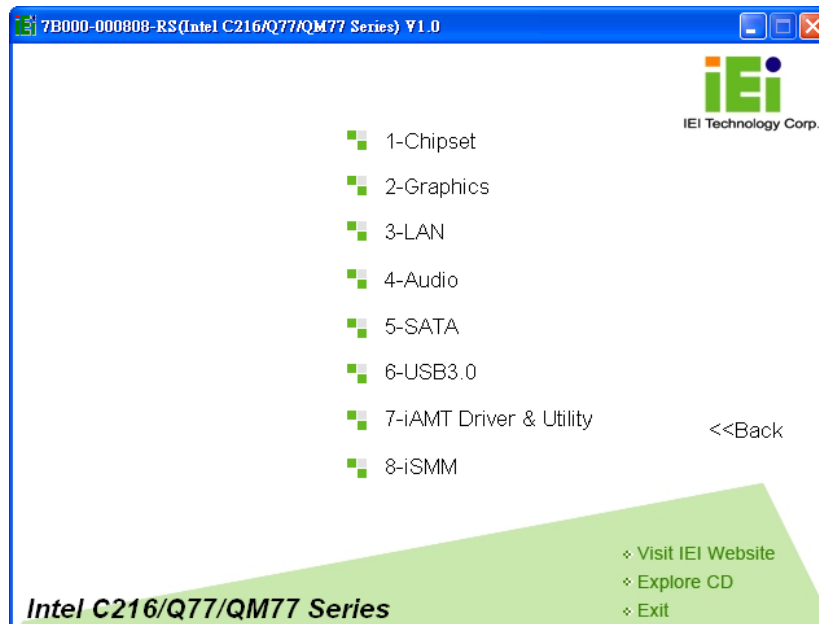 7B000-000808-RS(Intel C216/Q77/QM77 Series) V1.0
iEi
IEI Technology Corp.
1-Chipset
2-Graphics
3-LAN
4-Audio
5-SATA
6-USB3.0
7-iAMT Driver & Utility
<<Back
8-iSMM
Visit IEI Website
Explore CD
Exit
Intel C216/Q77/QM77 Series